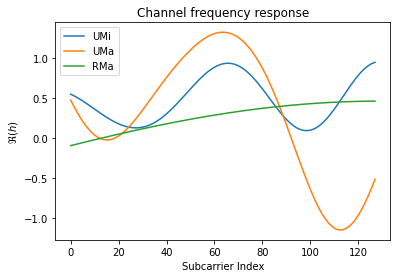 Channel frequency response
UMi
UMa
RMa
ℜ(h)
1.0
0.5
0.0
−0.5
−1.0
0 20 40 60 80 100 120
Subcarrier Index